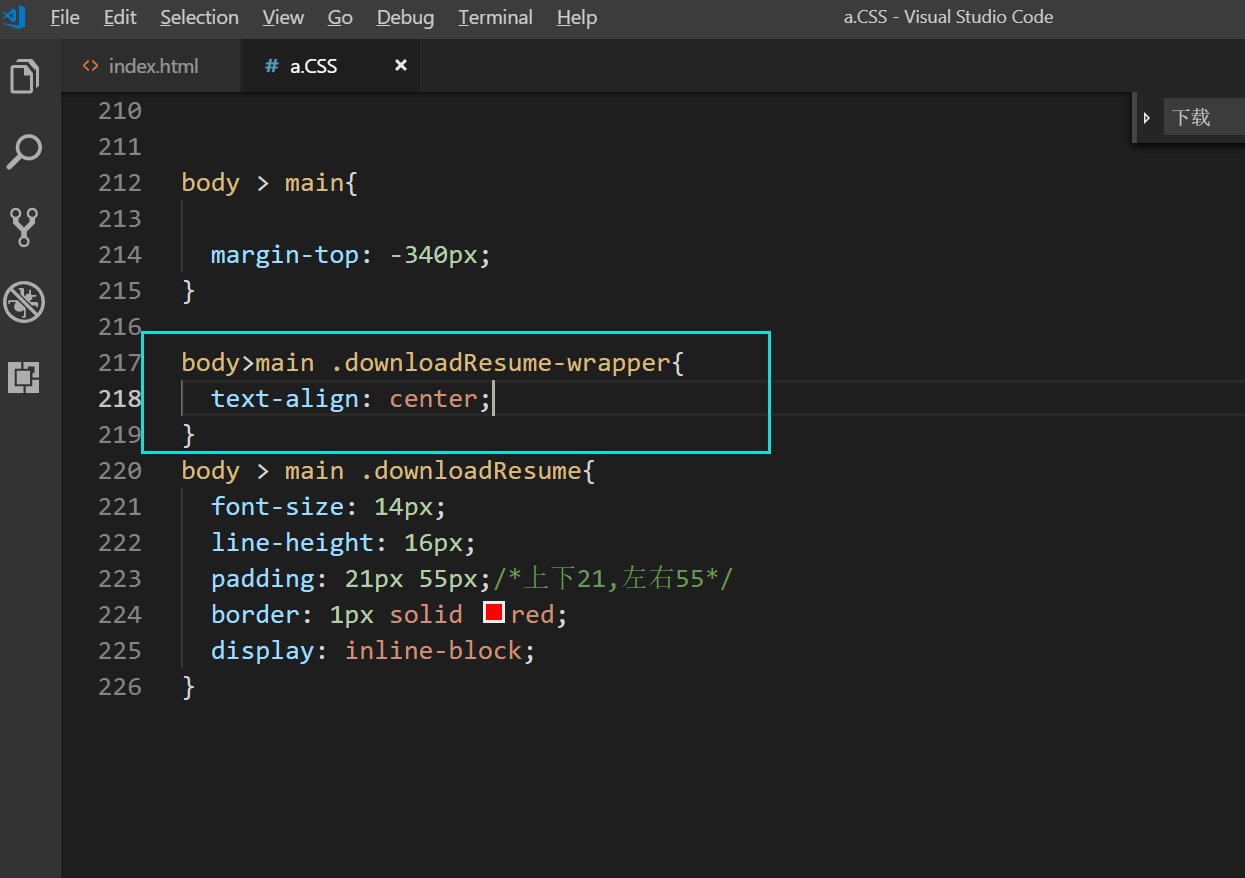 File Edit Selection View Go Debug Terminal Help a.CSS - Visual Studio Code
<> index.html # a.CSS ×
下载
210
211
212 body > main{
213
214 margin-top: -340px;
215 }
216
217 body>main .downloadResume-wrapper{
218 text-align: center;
219 }
220 body > main .downloadResume{
221 font-size: 14px;
222 line-height: 16px;
223 padding: 21px 55px;/*上下21,左右55*/
224 border: 1px solid red;
225 display: inline-block;
226 }